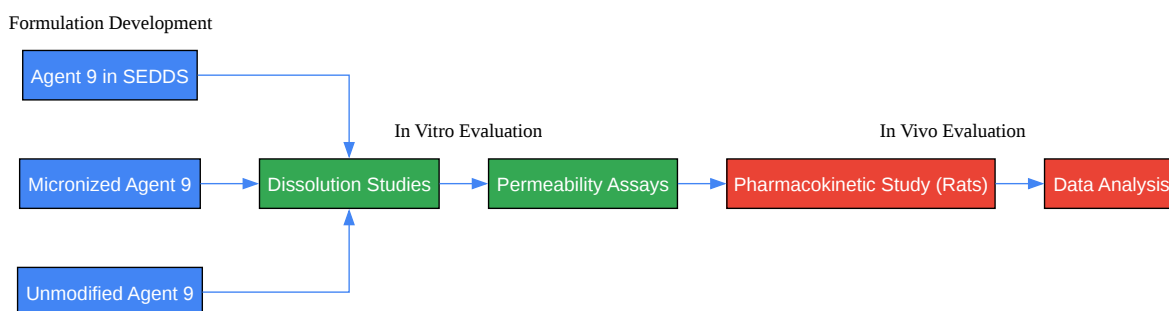 Formulation Development
Agent 9 in SEDDS
In Vitro Evaluation
In Vivo Evaluation
Micronized Agent 9
Dissolution Studies
Permeability Assays
Pharmacokinetic Study (Rats)
Data Analysis
Unmodified Agent 9